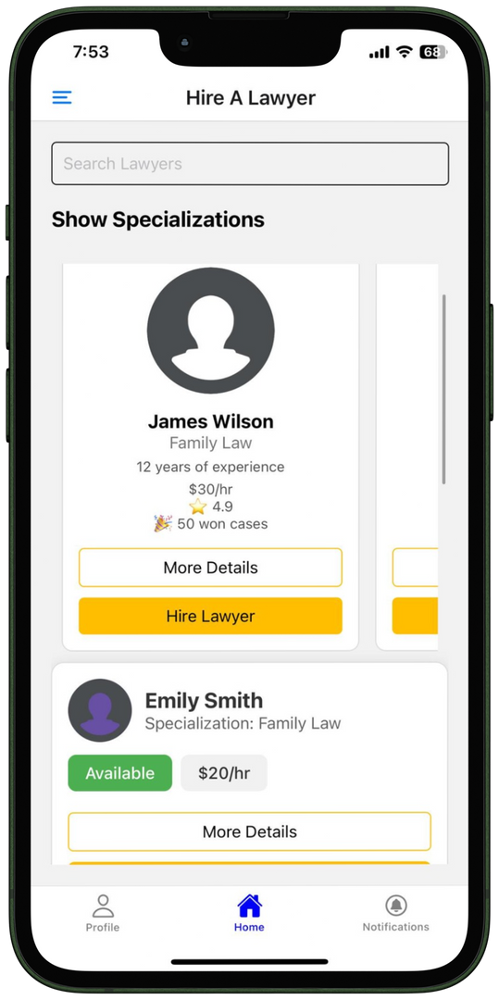 7:53
68
Hire A Lawyer
Search Lawyers
Show Specializations
James Wilson
Family Law
12 years of experience
$30/hr
⭐ 4.9
🎉 50 won cases
More Details
Hire Lawyer
Emily Smith
Specialization: Family Law
Available
$20/hr
More Details
Profile
Home
Notifications